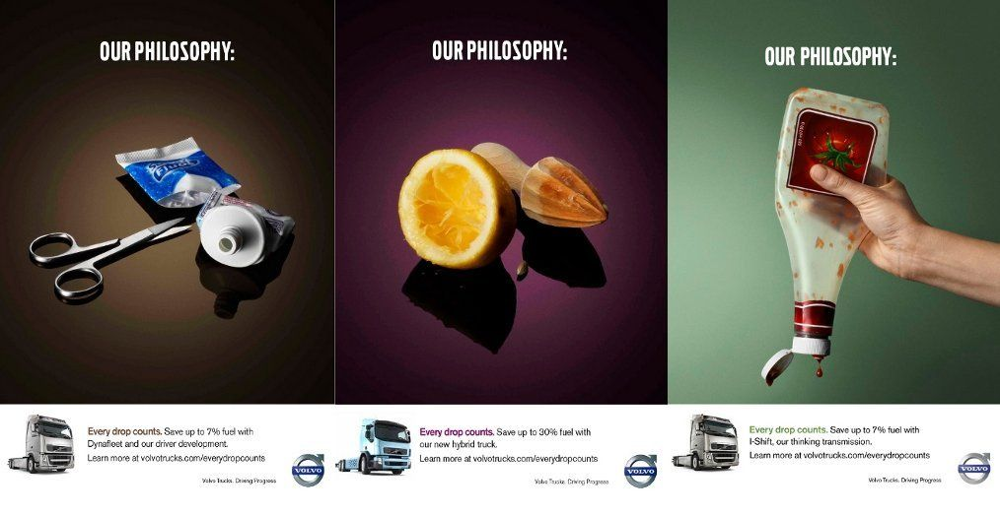 OUR PHILOSOPHY:
Every drop counts. Save up to 7% fuel with
Dynafleet and our driver development.
Learn more at volvotrucks.com/everydropcounts
Volvo Trucks. Driving Progress
VOLVO
OUR PHILOSOPHY:
Every drop counts. Save up to 30% fuel with
our new hybrid truck.
Learn more at volvotrucks.com/everydropcounts
Volvo Trucks. Driving Progress
VOLVO
OUR PHILOSOPHY:
Every drop counts. Save up to 7% fuel with
I-Shift, our thinking transmission.
Learn more at volvotrucks.com/everydropcounts
Volvo Trucks. Driving Progress
VOLVO